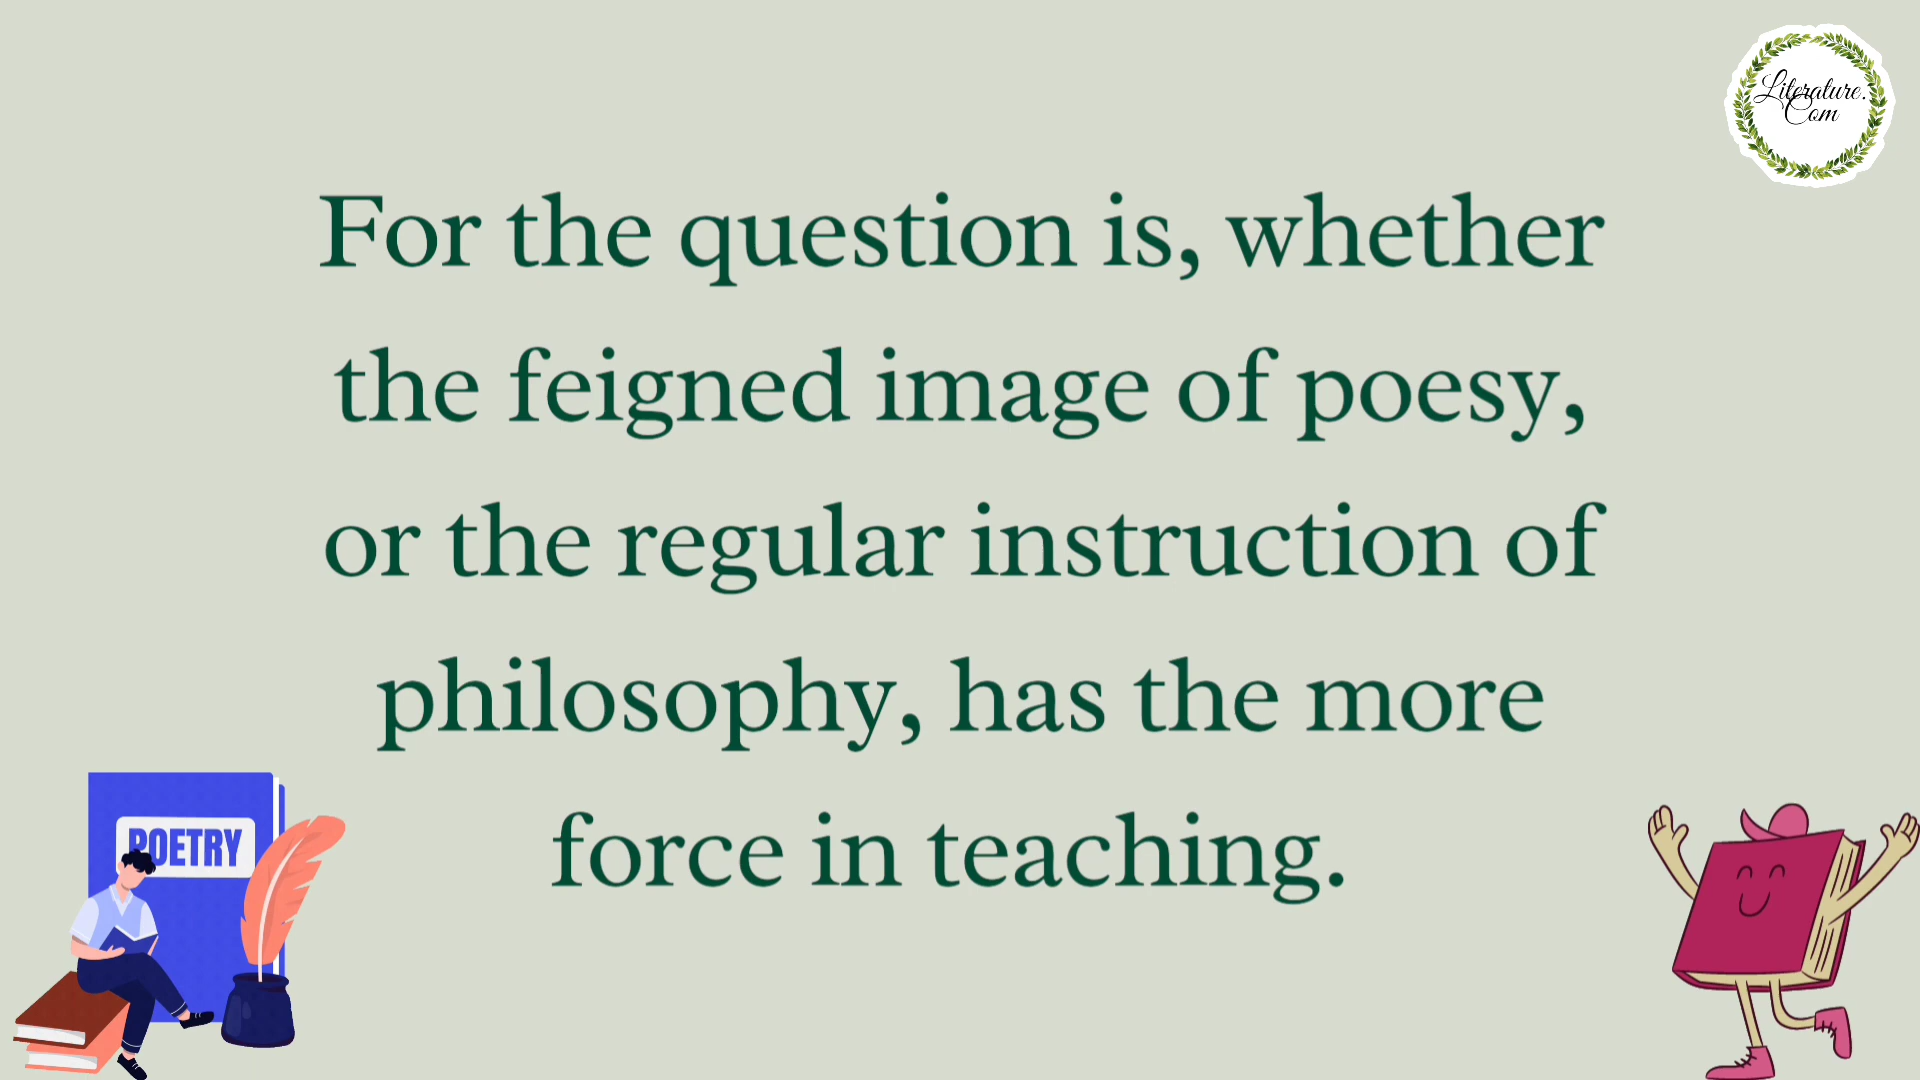 Literature.
Com
For the question is, whether
the feigned image of poesy,
or the regular instruction of
philosophy, has the more
force in teaching.
POETRY